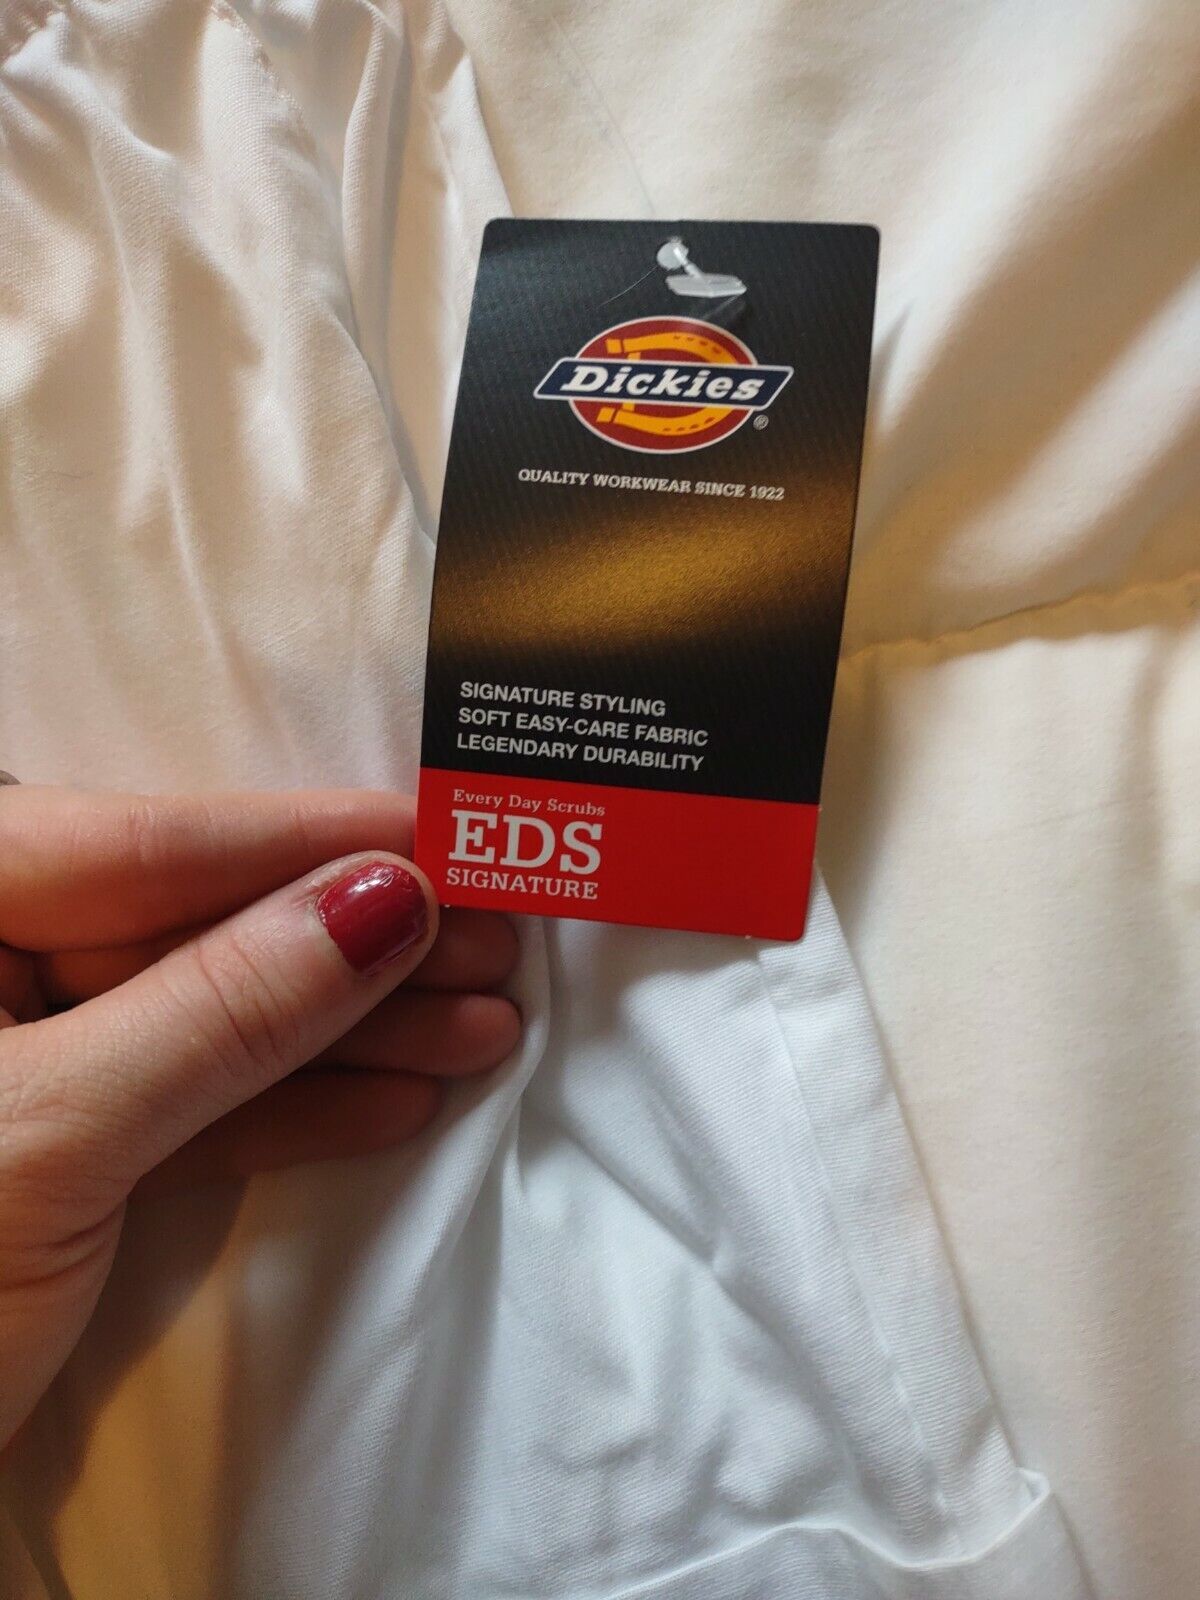 Dickies®
QUALITY WORKWEAR SINCE 1922
SIGNATURE STYLING
SOFT EASY-CARE FABRIC
LEGENDARY DURABILITY
Every Day Scrubs
EDS
SIGNATURE